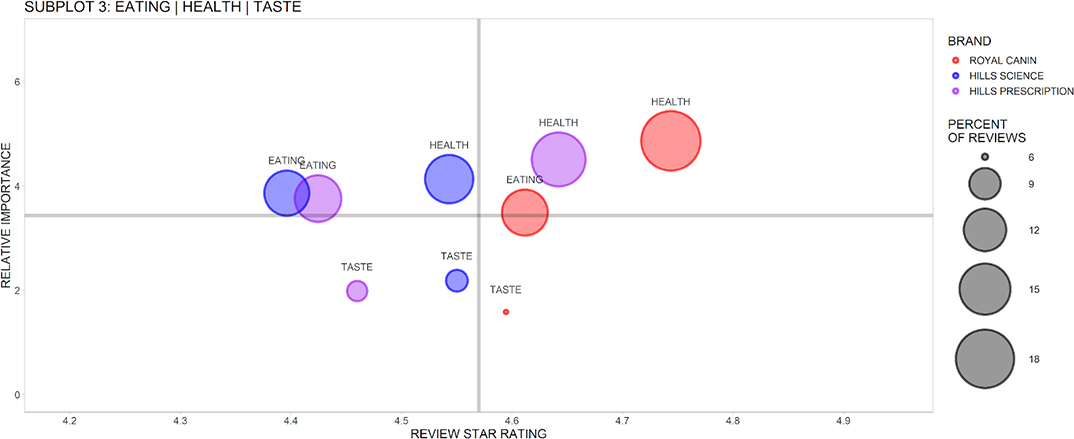 SUBPLOT 3: EATING | HEALTH | TASTE
RELATIVE IMPORTANCE
6
4
2
0
HEALTH
HEALTH
HEALTH
EATING
EATING
EATING
TASTE
TASTE
TASTE
4.2
4.3
4.4
4.5
4.6
4.7
4.8
4.9
REVIEW STAR RATING
BRAND
ROYAL CANIN
HILLS SCIENCE
HILLS PRESCRIPTION
PERCENT
OF REVIEWS
6
9
12
15
18